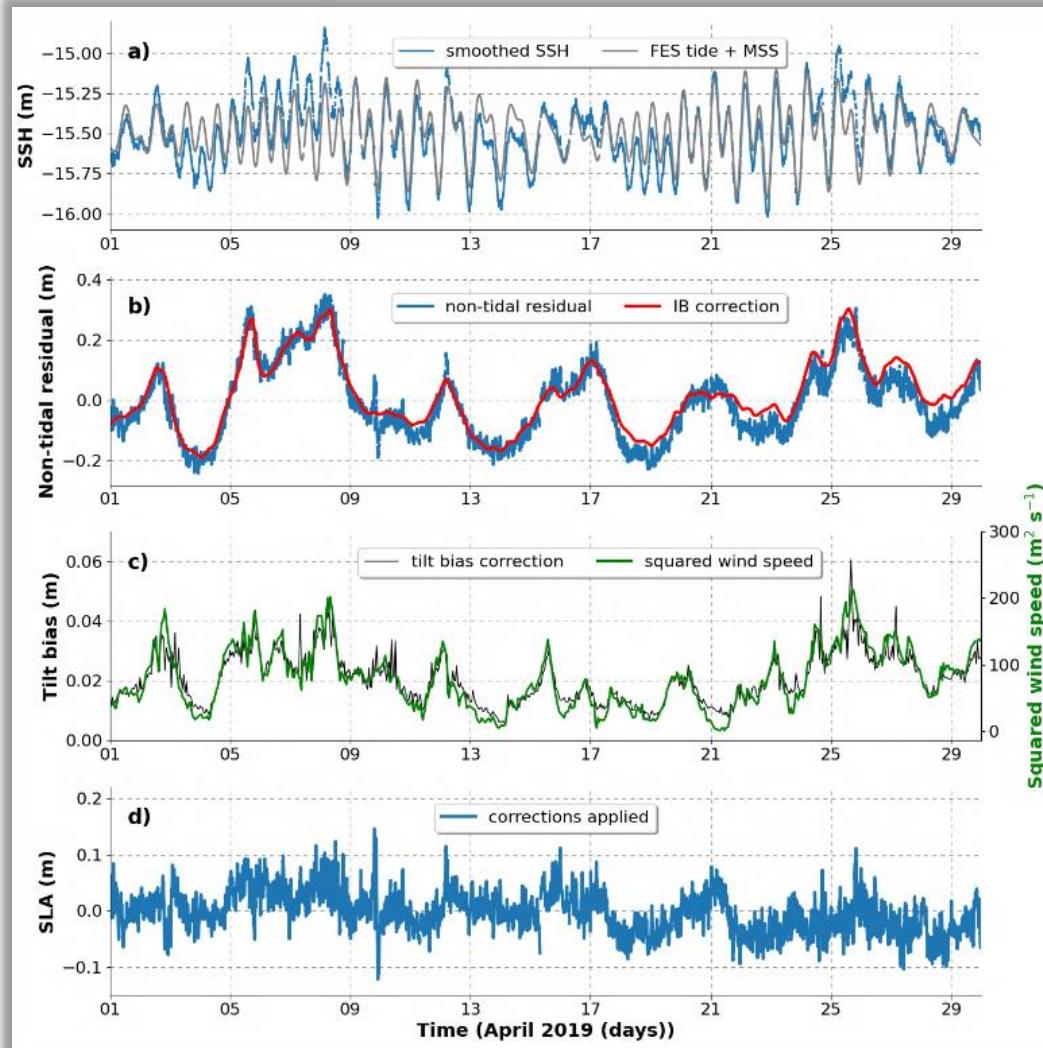 a)
smoothed SSH
FES tide + MSS
SSH (m)
−15.00
−15.25
−15.50
−15.75
−16.00
01 05 09 13 17 21 25 29
b)
non-tidal residual
IB correction
Non-tidal residual (m)
0.4
0.2
0.0
−0.2
01 05 09 13 17 21 25 29
c)
tilt bias correction
squared wind speed
Tilt bias (m)
0.06
0.04
0.02
0.00
Squared wind speed (m² s⁻¹)
300
200
100
0
01 05 09 13 17 21 25 29
d)
corrections applied
SLA (m)
0.2
0.1
0.0
−0.1
01 05 09 13 17 21 25 29
Time (April 2019 (days))